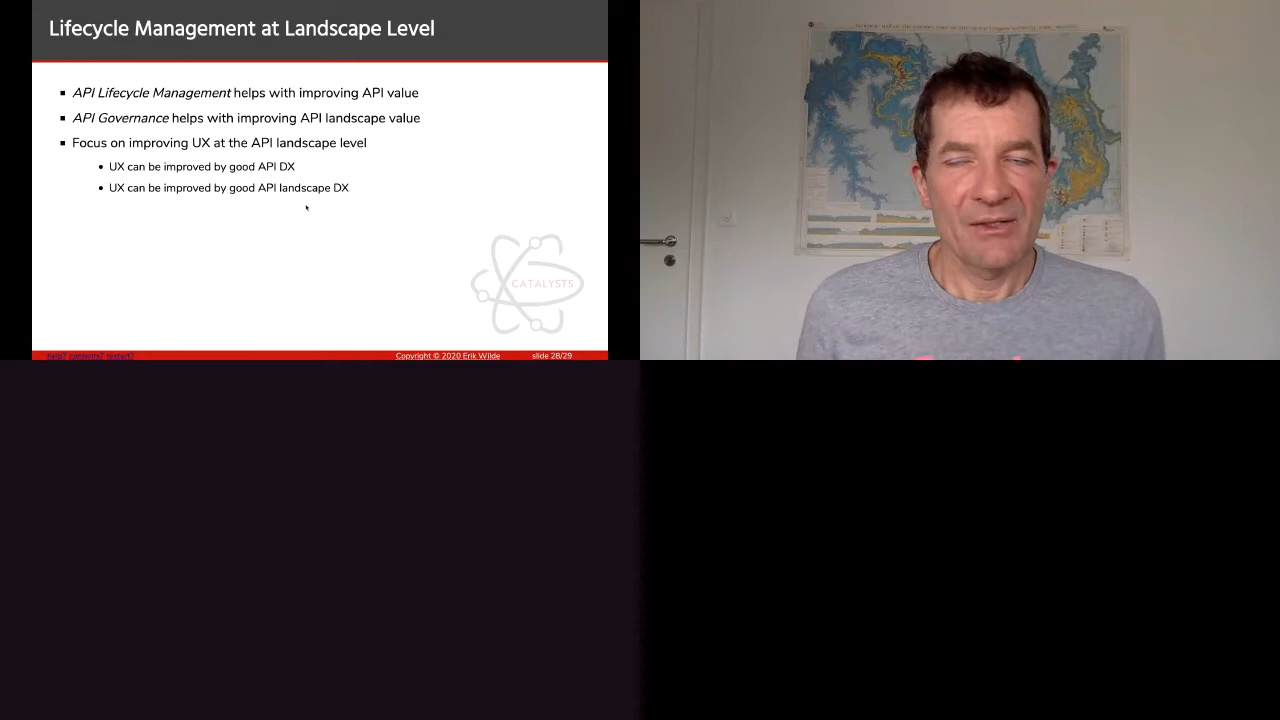 Lifecycle Management at Landscape Level
API Lifecycle Management helps with improving API value
API Governance helps with improving API landscape value
Focus on improving UX at the API landscape level
UX can be improved by good API DX
UX can be improved by good API landscape DX
CATALYSTS
help? contents? restart?
Copyright © 2020 Erik Wilde
slide 28/29